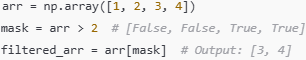 arr = np.array([1, 2, 3, 4])
mask = arr > 2  # [False, False, True, True]
filtered_arr = arr[mask]  # Output: [3, 4]